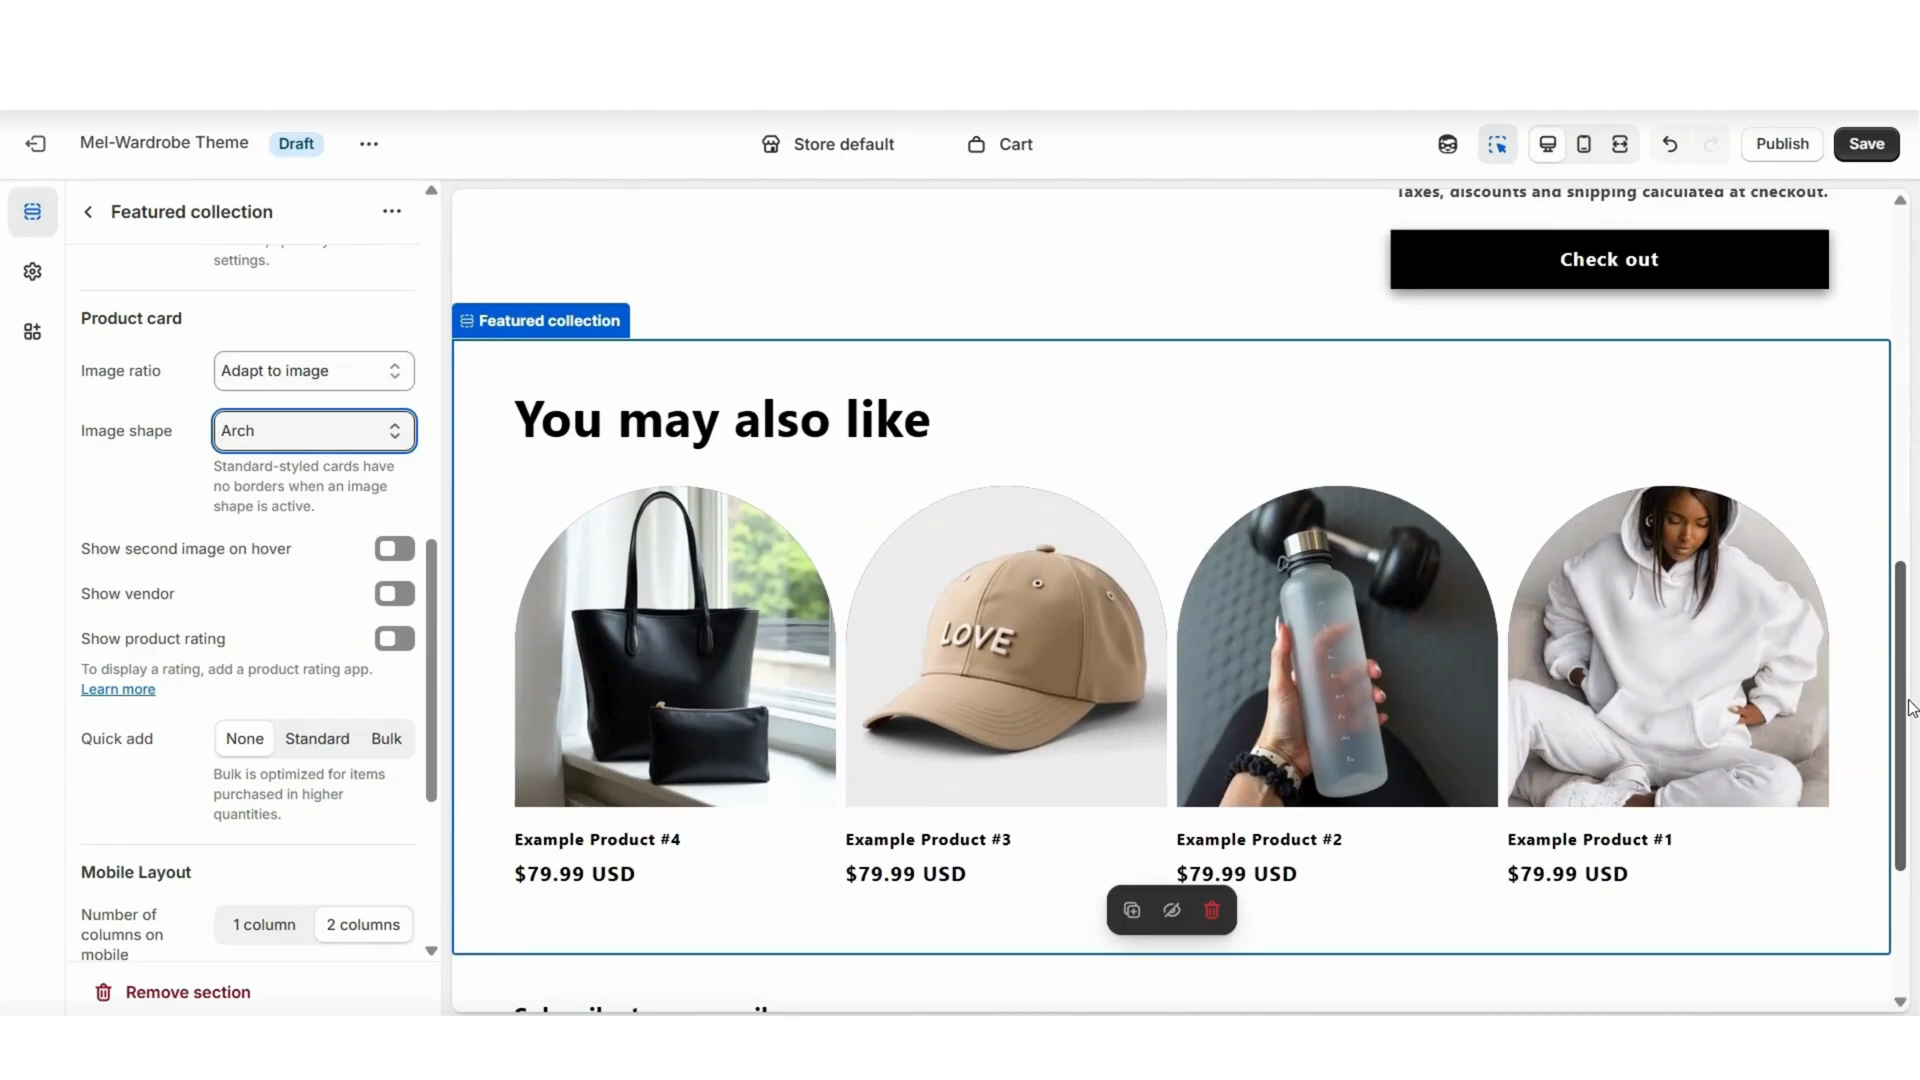 Mel-Wardrobe Theme Draft
Store default
Cart
Publish
Save
Featured collection
settings.
Product card
Image ratio
Adapt to image
Image shape
Arch
Standard-styled cards have
no borders when an image
shape is active.
Show second image on hover
Show vendor
Show product rating
To display a rating, add a product rating app.
Learn more
Quick add
None Standard Bulk
Bulk is optimized for items
purchased in higher
quantities.
Mobile Layout
Number of
columns on
mobile
1 column 2 columns
Remove section
Taxes, discounts and shipping calculated at checkout.
Check out
Featured collection
You may also like
LOVE
Example Product #4
$79.99 USD
Example Product #3
$79.99 USD
Example Product #2
$79.99 USD
Example Product #1
$79.99 USD